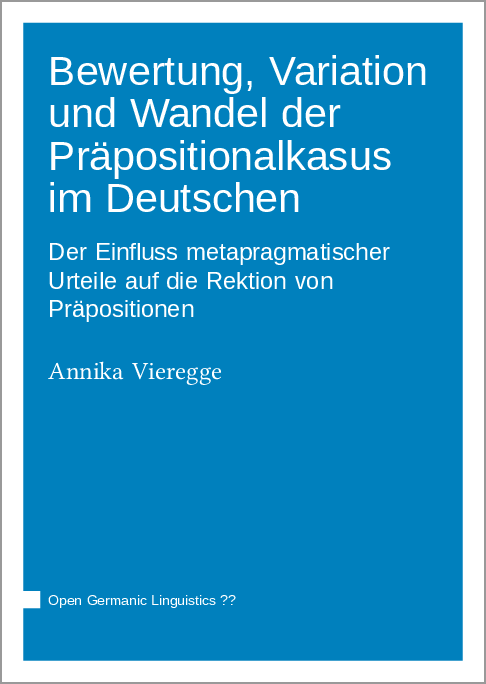 Bewertung, Variation
und Wandel der
Präpositionalkasus
im Deutschen
Der Einfluss metapragmatischer
Urteile auf die Rektion von
Präpositionen
Annika Vieregge
Open Germanic Linguistics ??